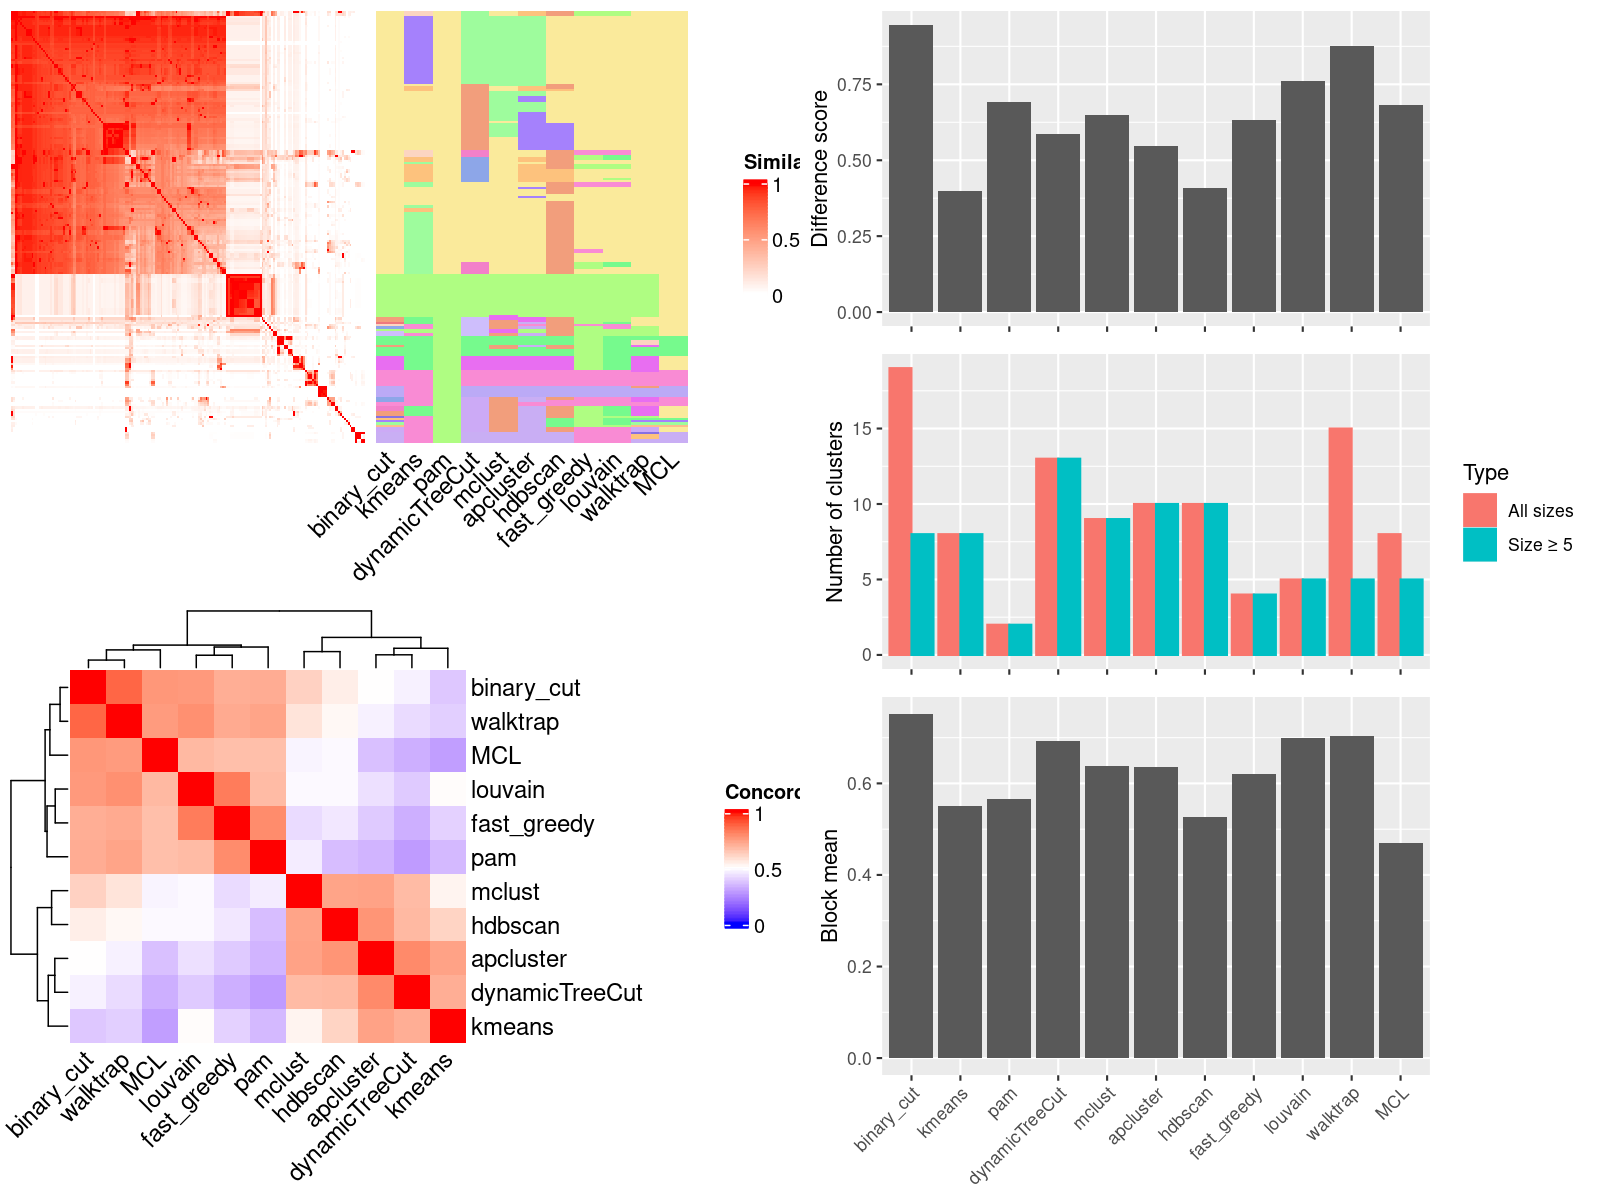 Simila
1
0.5
0
binary_cut
kmeans
pam
dynamicTreeCut
mclust
apcluster
hdbscan
fast_greedy
louvain
walktrap
MCL
Difference score
0.75
0.50
0.25
0.00
Number of clusters
15
10
5
0
Type
All sizes
Size ≥ 5
binary_cut
walktrap
MCL
louvain
fast_greedy
pam
mclust
hdbscan
apcluster
dynamicTreeCut
kmeans
binary_cut
walktrap
MCL
louvain
fast_greedy
pam
mclust
hdbscan
apcluster
dynamicTreeCut
kmeans
Concord
1
0.5
0
Block mean
0.6
0.4
0.2
0.0
binary_cut
kmeans
pam
dynamicTreeCut
mclust
apcluster
hdbscan
fast_greedy
louvain
walktrap
MCL